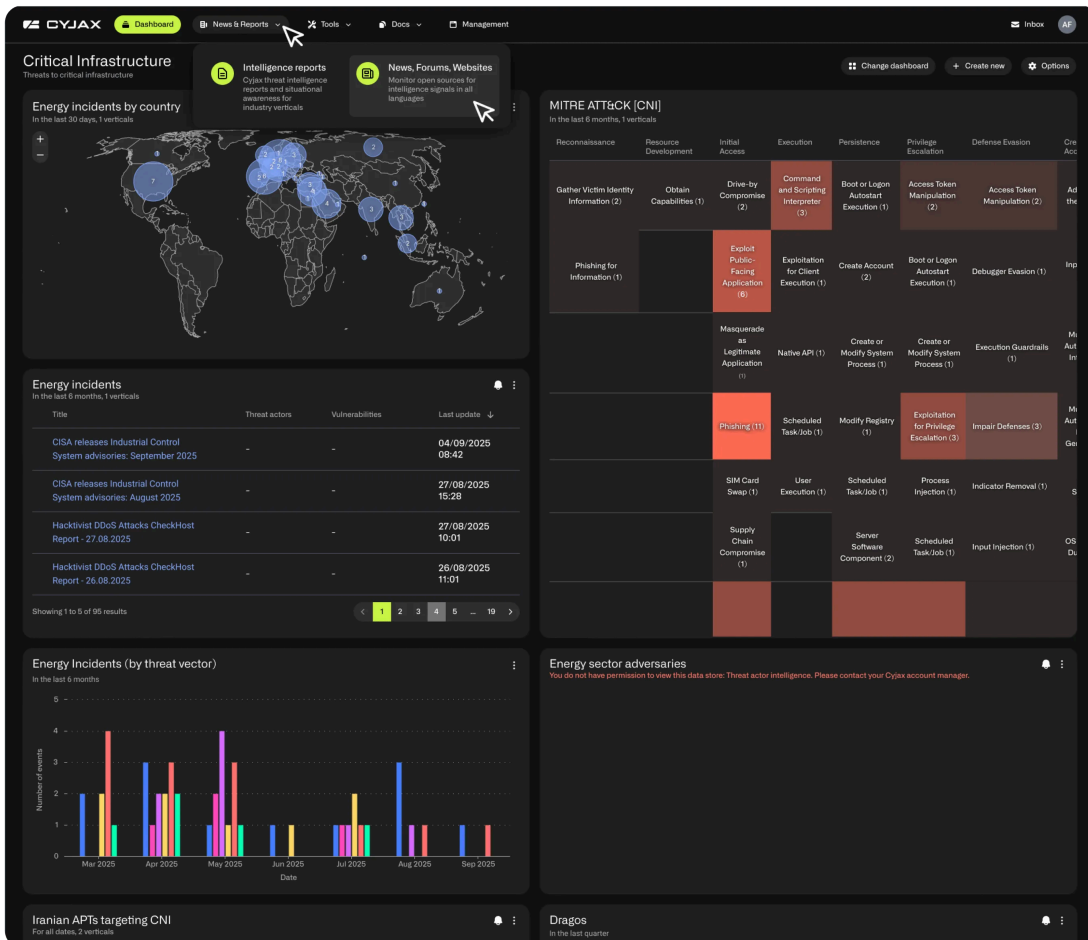 CYJAX
Dashboard
News & Reports
Tools
Docs
Management
Inbox
AF
Critical Infrastructure
Threats to critical infrastructure
Intelligence reports
Cyjax threat intelligence
reports and situational
awareness for
industry verticals
News, Forums, Websites
Monitor open sources for
intelligence signals in all
languages
Change dashboard
+ Create new
Options
Energy incidents by country
In the last 30 days, 1 verticals
+
−
7
2
3
3
2
4
MITRE ATT&CK [CNI]
In the last 6 months, 1 verticals
Reconnaissance
Resource
Development
Initial
Access
Execution
Persistence
Privilege
Escalation
Defense Evasion
Cre
Acc
Gather Victim Identity
Information (2)
Obtain
Capabilities (1)
Drive-by
Compromise
(2)
Command
and Scripting
Interpreter
(3)
Boot or Logon
Autostart
Execution (1)
Access Token
Manipulation
(2)
Access Token
Manipulation (2)
Ad
the
Phishing for
Information (1)
Exploit
Public-
Facing
Application
(6)
Exploitation
for Client
Execution (1)
Create Account
(2)
Boot or Logon
Autostart
Execution (1)
Debugger Evasion (1)
Inp
Masquerade
as
Legitimate
Application
(1)
Native API (1)
Create or
Modify System
Process (1)
Create or
Modify System
Process (1)
Execution Guardrails
(1)
Phishing (11)
Scheduled
Task/Job (1)
Modify Registry
(1)
Exploitation
for Privilege
Escalation (3)
Impair Defenses (3)
SIM Card
Swap (1)
User
Execution (1)
Scheduled
Task/Job (1)
Process
Injection (1)
Indicator Removal (1)
Supply
Chain
Compromise
(1)
Server
Software
Component (2)
Scheduled
Task/Job (1)
Input Injection (1)
OS
Du
Energy incidents
In the last 6 months, 1 verticals
Title
Threat actors
Vulnerabilities
Last update ↓
CISA releases Industrial Control
System advisories: September 2025
-
-
04/09/2025
08:42
CISA releases Industrial Control
System advisories: August 2025
-
-
27/08/2025
15:28
Hacktivist DDoS Attacks CheckHost
Report - 27.08.2025
-
-
27/08/2025
10:01
Hacktivist DDoS Attacks CheckHost
Report - 26.08.2025
-
-
26/08/2025
11:01
Showing 1 to 5 of 95 results
< 1 2 3 4 5 ... 19 >
Energy Incidents (by threat vector)
In the last 6 months
Number of events
5
4
3
2
1
0
Mar 2025
Apr 2025
May 2025
Jun 2025
Jul 2025
Aug 2025
Sep 2025
Date
Energy sector adversaries
You do not have permission to view this data store: Threat actor intelligence. Please contact your Cyjax account manager.
Iranian APTs targeting CNI
For all dates, 2 verticals
Dragos
In the last quarter